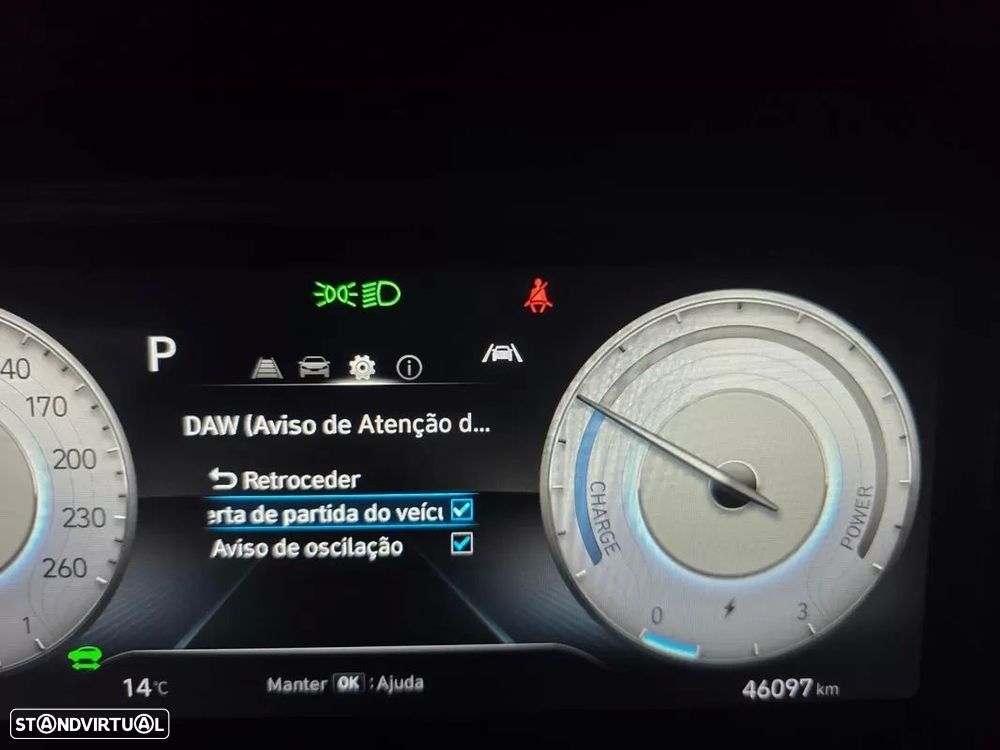 P
40
170
200
230
260
1
DAW (Aviso de Atenção d...
Retroceder
erta de partida do veícu
Aviso de oscilação
CHARGE
POWER
0
3
14°C
Manter OK : Ajuda
46097 km
STANDVIRTUAL